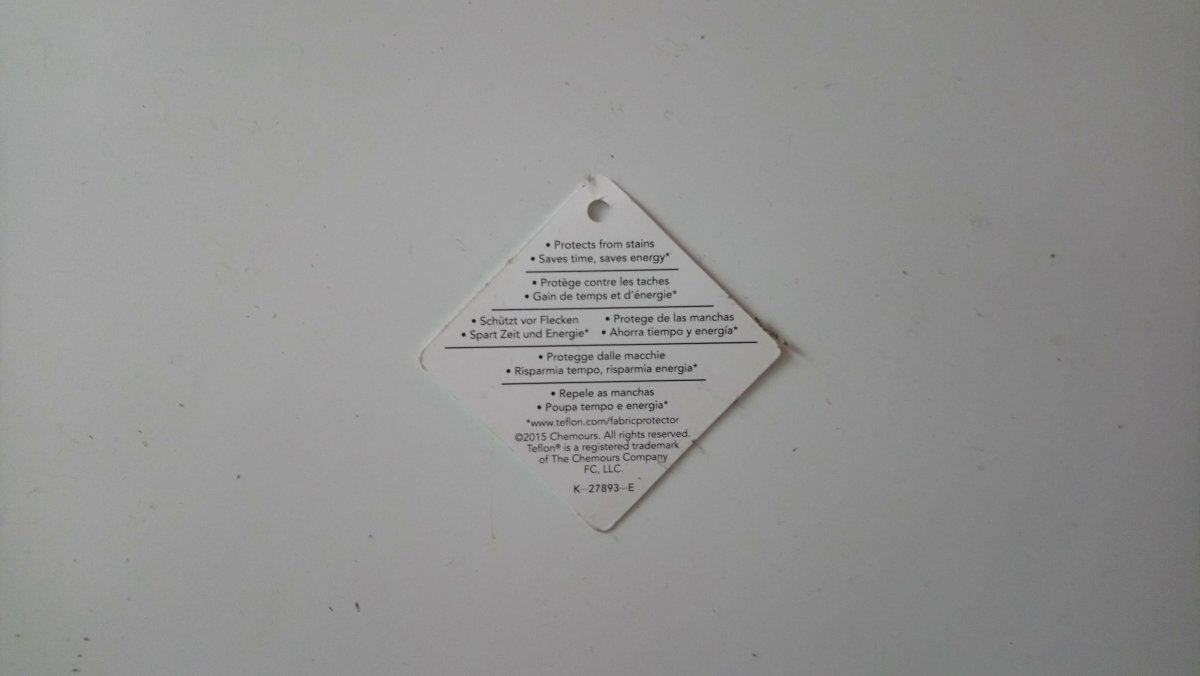 • Protects from stains
• Saves time, saves energy*
• Protège contre les taches
• Gain de temps et d'énergie*
• Schützt vor Flecken
• Spart Zeit und Energie*
• Protege de las manchas
• Ahorra tiempo y energía*
• Protegge dalle macchie
• Risparmia tempo, risparmia energia*
• Repele as manchas
• Poupa tempo e energia*
*www.teflon.com/fabricprotector
©2015 Chemours. All rights reserved.
Teflon® is a registered trademark
of The Chemours Company
FC, LLC.
K-27893-E